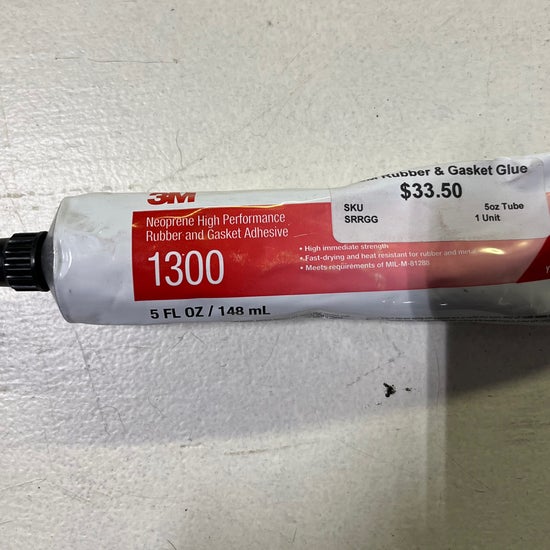 3M
Neoprene High Performance
Rubber and Gasket Adhesive
1300
5 FL OZ / 148 mL
Rubber & Gasket Glue
$33.50
SKU 5oz Tube
SRRGG 1 Unit
• High immediate strength
• Fast-drying and heat resistant for rubber and metal
• Meets requirements of MIL-M-81288